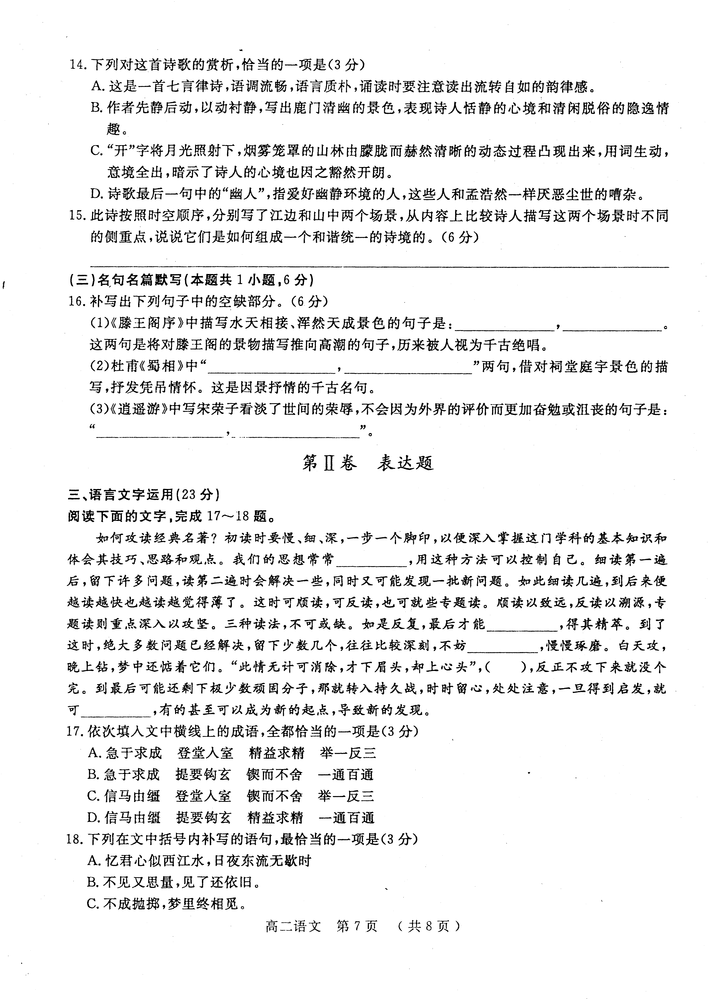 14. 下列对这首诗歌的赏析,恰当的一项是(3 分)
A. 这是一首七言律诗,语调流畅,语言质朴,诵读时要注意读出流转自如的韵律感。
B. 作者先静后动,以动衬静,写出鹿门清幽的景色,表现诗人恬静的心境和清闲脱俗的隐逸情
趣。
C. “开”字将月光照射下,烟雾笼罩的山林由朦胧而赫然清晰的动态过程凸现出来,用词生动,
意境全出,暗示了诗人的心境也因之豁然开朗。
D. 诗歌最后一句中的“幽人”,指爱好幽静环境的人,这些人和孟浩然一样厌恶尘世的嘈杂。
15. 此诗按照时空顺序,分别写了江边和山中两个场景,从内容上比较诗人描写这两个场景时不同
的侧重点,说说它们是如何组成一个和谐统一的诗境的。(6 分)
(三)名句名篇默写(本题共 1 小题,6 分)
16. 补写出下列句子中的空缺部分。(6 分)
(1)《滕王阁序》中描写水天相接、浑然天成景色的句子是:____________,____________。
这两句是将对滕王阁的景物描写推向高潮的句子,历来被人视为千古绝唱。
(2)杜甫《蜀相》中“____________,____________”两句,借对祠堂庭宇景色的描
写,抒发凭吊情怀。这是因景抒情的千古名句。
(3)《逍遥游》中写宋荣子看淡了世间的荣辱,不会因为外界的评价而更加奋勉或沮丧的句子是:
“____________,____________”。
第Ⅱ卷 表达题
三、语言文字运用(23 分)
阅读下面的文字,完成 17～18 题。
如何攻读经典名著? 初读时要慢、细、深,一步一个脚印,以便深入掌握这门学科的基本知识和
体会其技巧、思路和观点。我们的思想常常________,用这种方法可以控制自己。细读第一遍
后,留下许多问题,读第二遍时会解决一些,同时又可能发现一批新问题。如此细读几遍,到后来便
越读越快也越读越觉得薄了。这时可顺读,可反读,也可就些专题读。顺读以致远,反读以溯源,专
题读则重点深入以攻坚。三种读法,不可或缺。如是反复,最后才能________,得其精萃。到了
这时,绝大多数问题已经解决,留下少数几个,往往比较深刻,不妨________,慢慢琢磨。白天攻,
晚上钻,梦中还惦着它们。“此情无计可消除,才下眉头,却上心头”,( ),反正不攻下来就没个
完。到最后可能还剩下极少数顽固分子,那就转入持久战,时时留心,处处注意,一旦得到启发,就
可________,有的甚至可以成为新的起点,导致新的发现。
17. 依次填入文中横线上的成语,全都恰当的一项是(3 分)
A. 急于求成 登堂入室 精益求精 举一反三
B. 急于求成 提要钩玄 锲而不舍 一通百通
C. 信马由缰 登堂入室 锲而不舍 举一反三
D. 信马由缰 提要钩玄 精益求精 一通百通
18. 下列在文中括号内补写的语句,最恰当的一项是(3 分)
A. 忆君心似西江水,日夜东流无歇时
B. 不见又思量,见了还依旧。
C. 不成抛掷,梦里终相觅。
高二语文 第 7 页 (共 8 页)